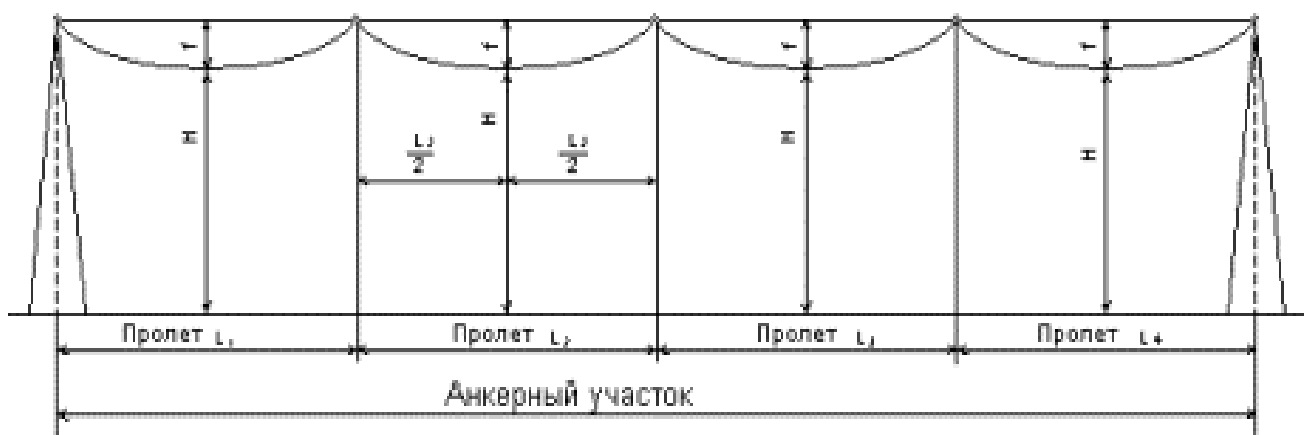 f f f f
H H H H
L₂ L₂
2 2
Пролет L₁ Пролет L₂ Пролет L₃ Пролет L₄
Анкерный участок